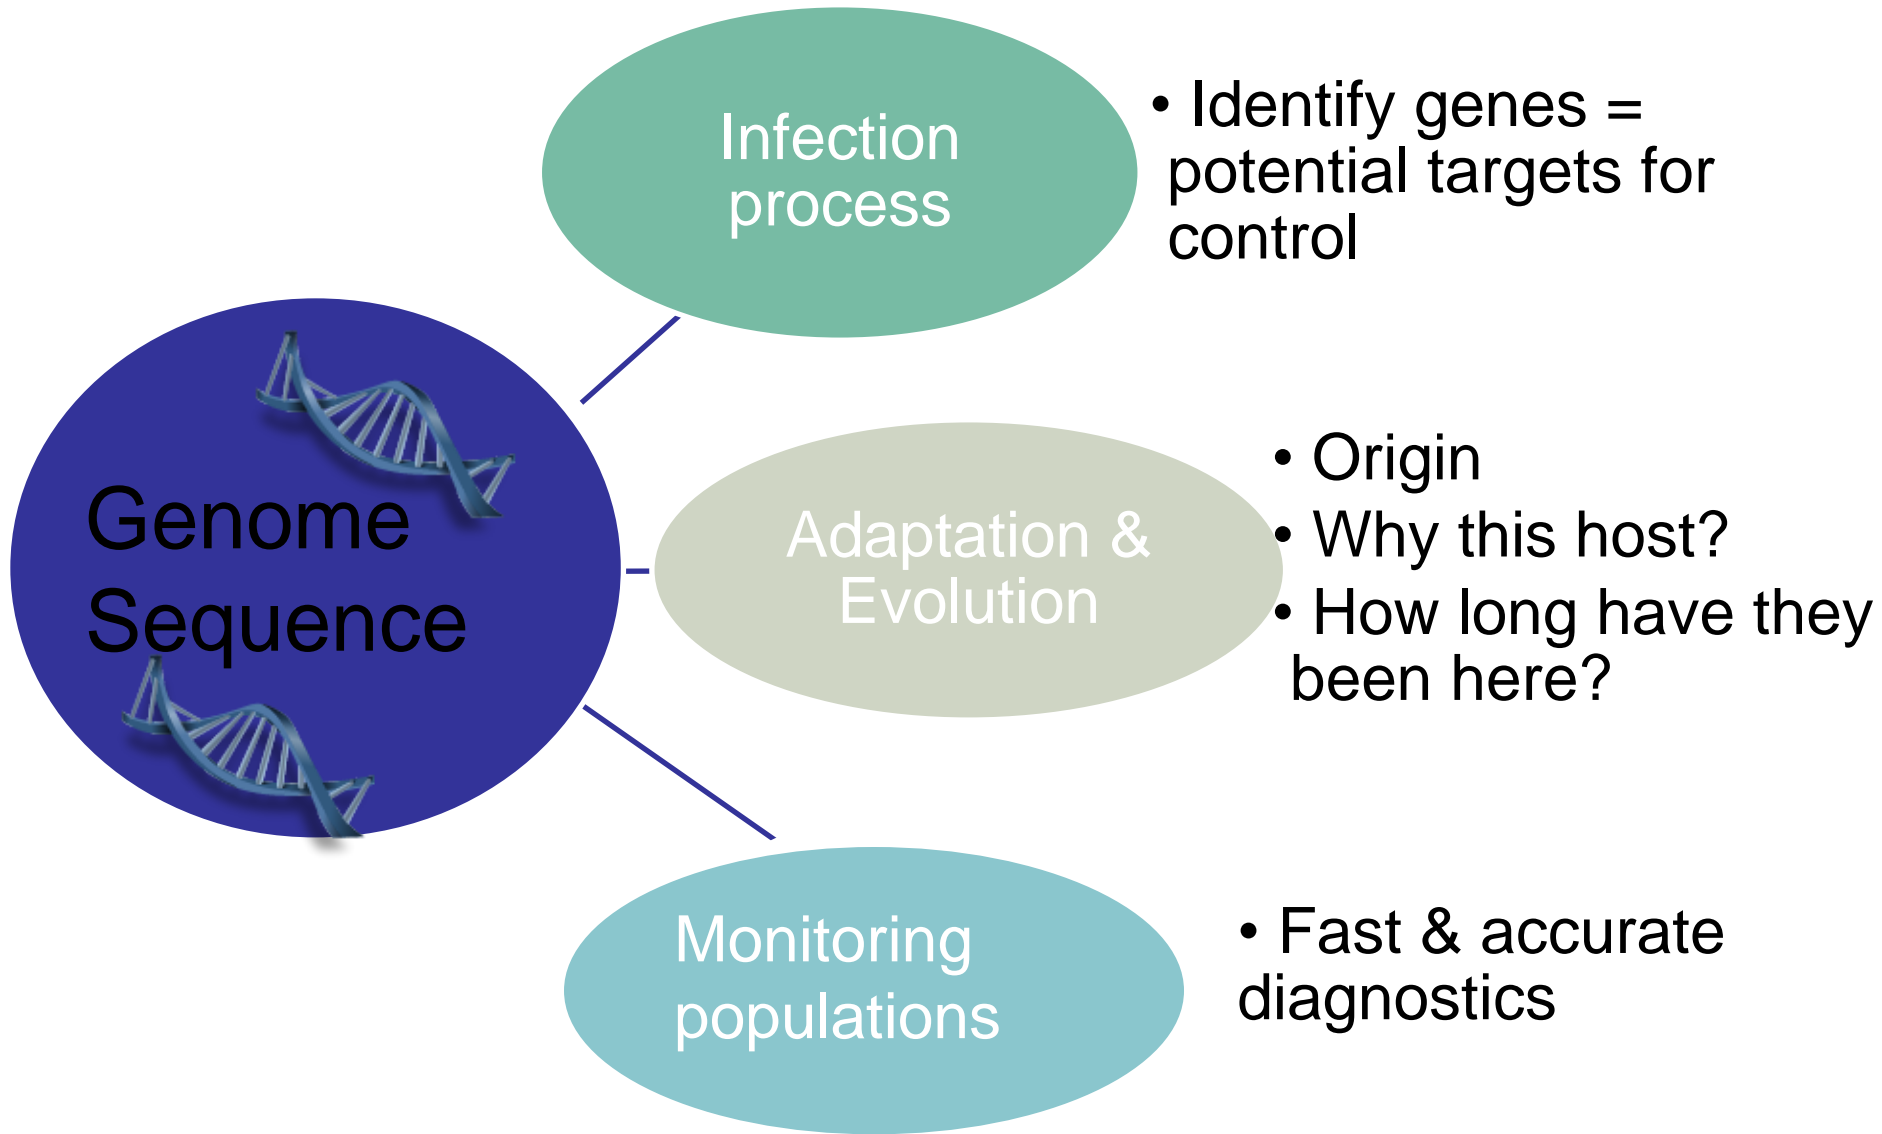 Infection
process
• Identify genes =
potential targets for
control
Genome
Sequence
Adaptation &
Evolution
• Origin
• Why this host?
• How long have they
been here?
Monitoring
populations
• Fast & accurate
diagnostics